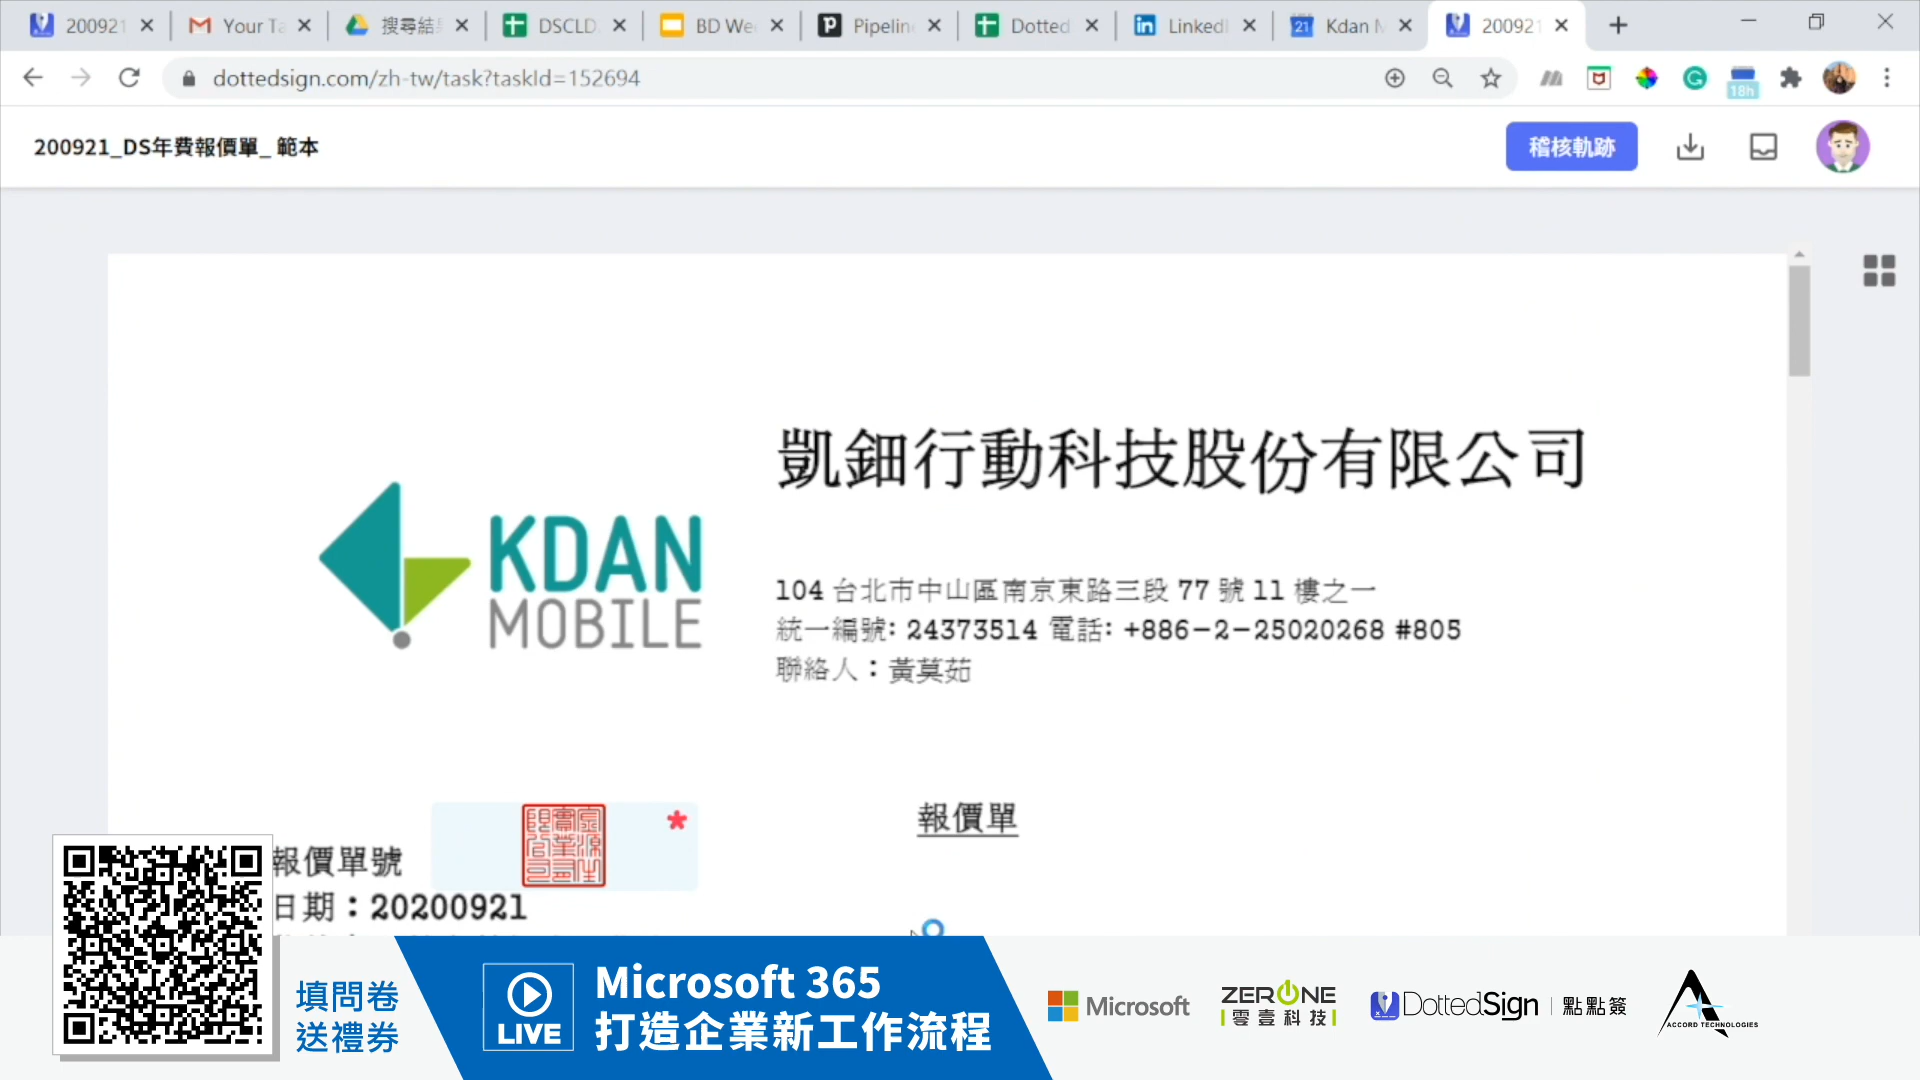 200921
Your Ta
搜尋結
DSCLD
BD We
Pipelin
Dotted
LinkedI
Kdan M
200921
dottedsign.com/zh-tw/task?taskId=152694
18h
200921_DS年費報價單_ 範本
稽核軌跡
凱鈿行動科技股份有限公司
KDAN
MOBILE
104 台北市中山區南京東路三段 77 號 11 樓之一
統一編號: 24373514 電話: +886-2-25020268 #805
聯絡人：黃莫茹
報價單
報價單號
*
日期：20200921
填問卷
送禮券
LIVE
Microsoft 365
打造企業新工作流程
Microsoft
ZERONE
零壹科技
DottedSign | 點點簽
ACCORD TECHNOLOGIES